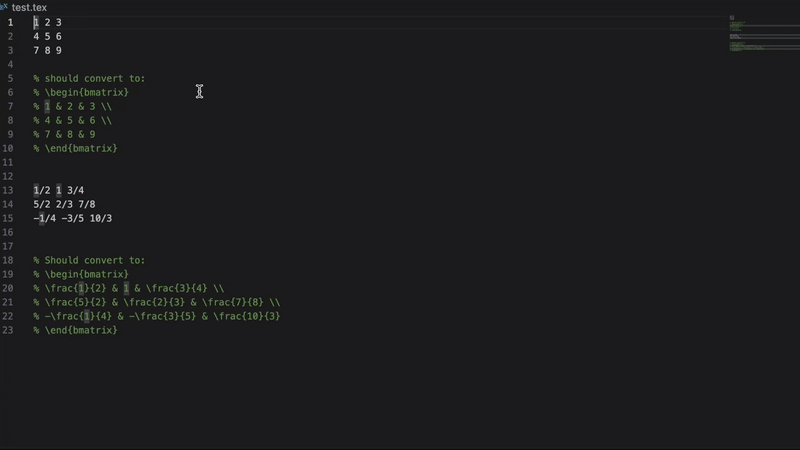 test.tex
1 1 2 3
2 4 5 6
3 7 8 9
4
5 % should convert to:
6 % \begin{bmatrix}
7 % 1 & 2 & 3 \\
8 % 4 & 5 & 6 \\
9 % 7 & 8 & 9
10 % \end{bmatrix}
11
12
13 1/2 1 3/4
14 5/2 2/3 7/8
15 -1/4 -3/5 10/3
16
17
18 % Should convert to:
19 % \begin{bmatrix}
20 % \frac{1}{2} & 1 & \frac{3}{4} \\
21 % \frac{5}{2} & \frac{2}{3} & \frac{7}{8} \\
22 % -\frac{1}{4} & -\frac{3}{5} & \frac{10}{3}
23 % \end{bmatrix}